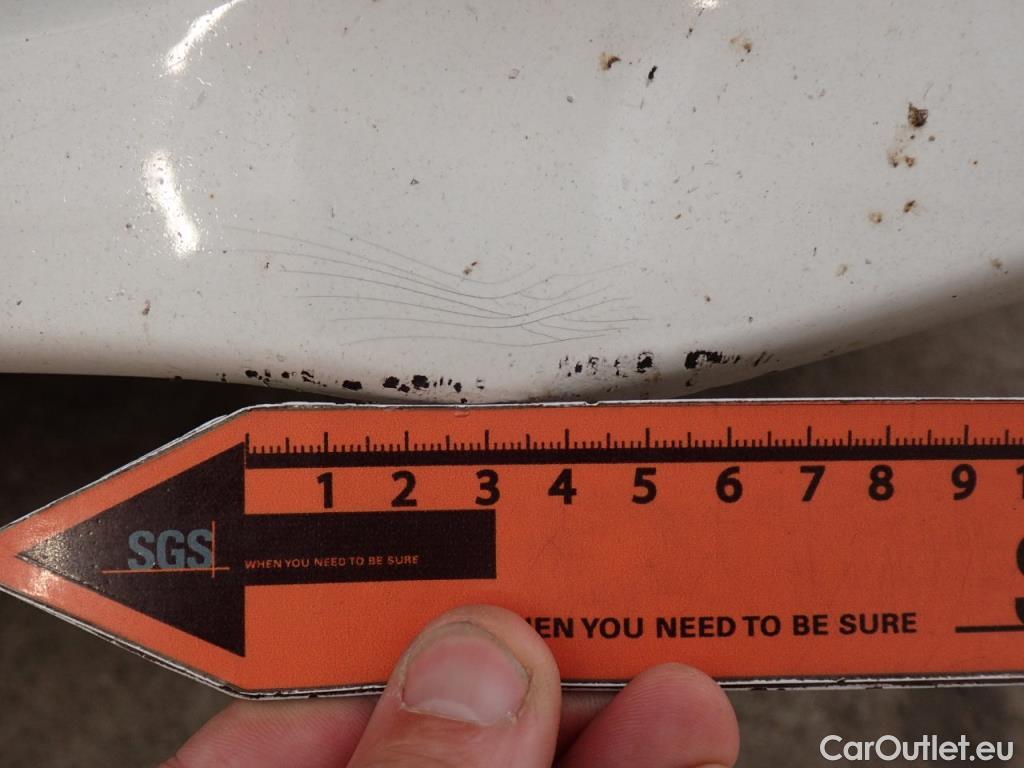 1 2 3 4 5 6 7 8 9
SGS
WHEN YOU NEED TO BE SURE
EN YOU NEED TO BE SURE
CarOutlet.eu